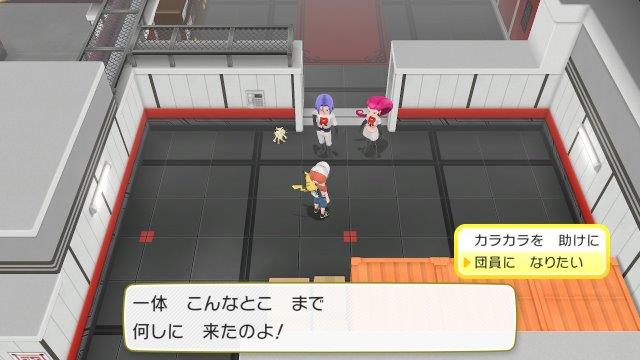 カラカラを　助けに
団員に　なりたい
一体　こんなとこ　まで
何しに　来たのよ！